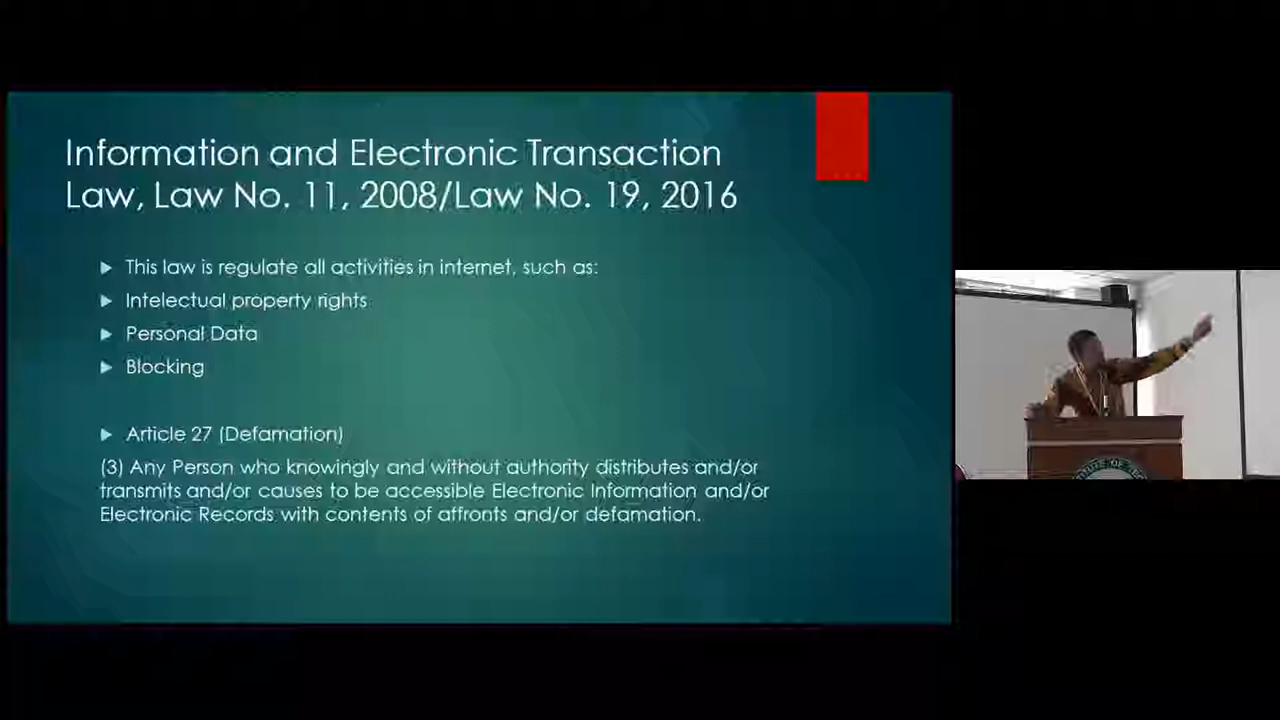 Information and Electronic Transaction
Law, Law No. 11, 2008/Law No. 19, 2016
This law is regulate all activities in internet, such as:
Intelectual property rights
Personal Data
Blocking
Article 27 (Defamation)
(3) Any Person who knowingly and without authority distributes and/or
transmits and/or causes to be accessible Electronic Information and/or
Electronic Records with contents of affronts and/or defamation.